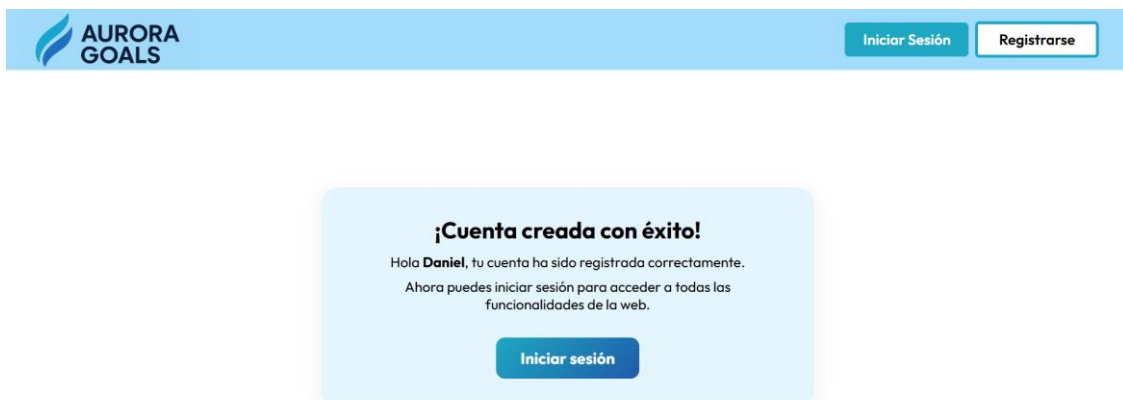 AURORA
GOALS
Iniciar Sesión
Registrarse
¡Cuenta creada con éxito!
Hola Daniel, tu cuenta ha sido registrada correctamente.
Ahora puedes iniciar sesión para acceder a todas las
funcionalidades de la web.
Iniciar sesión